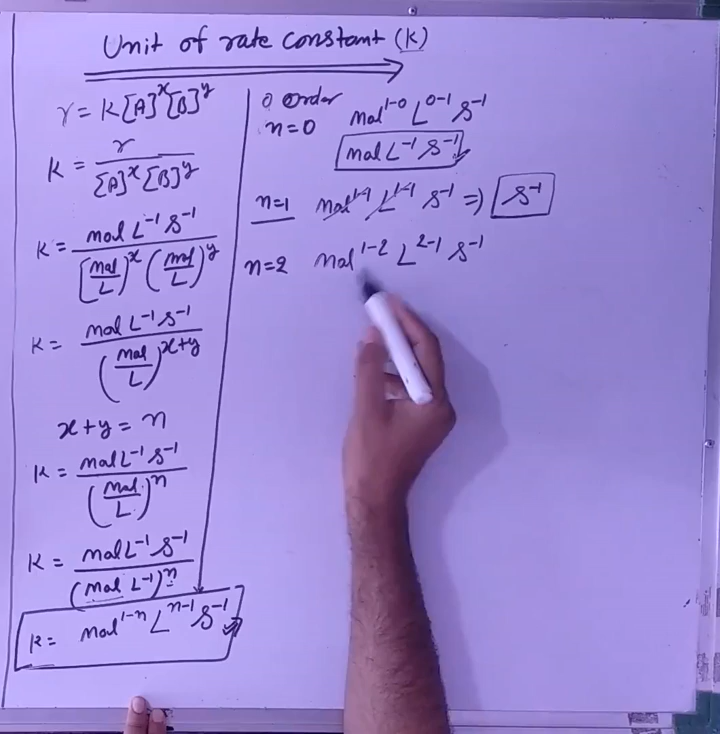 Unit of rate constant (K)
r = K[A]^x[B]^y
K = r / [A]^x [B]^y
K = mol L⁻¹ S⁻¹ / [mol/L]^x (mol/L)^y
K = mol L⁻¹ S⁻¹ / (mol/L)^x+y
x+y = n
K = mol L⁻¹ S⁻¹ / (mol/L)^n
K = mol L⁻¹ S⁻¹ / (mol L⁻¹)^n
K = mol^1-n L^n-1 S⁻¹
0 order
n=0 mol^1-0 L^0-1 S⁻¹
mol L⁻¹ S⁻¹
n=1 mol^1-1 L^1-1 S⁻¹ ⇒ S⁻¹
n=2 mol^1-2 L^2-1 S⁻¹